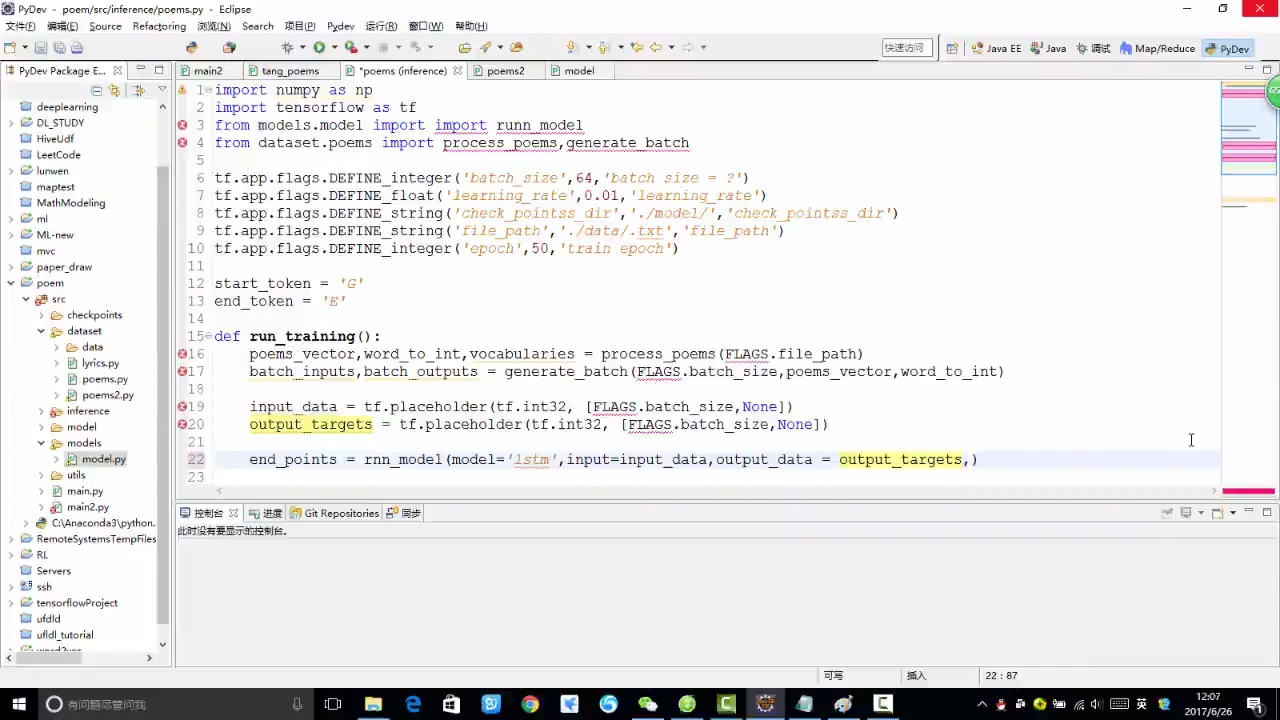 PyDev - poem/src/inference/poems.py - Eclipse
文件(F) 编辑(E) Source Refactoring 浏览(N) Search 项目(P) Pydev 运行(R) 窗口(W) 帮助(H)
快速访问 Java EE Java 调试 Map/Reduce PyDev
PyDev Package E... main2 tang_poems *poems (inference) poems2 model
deeplearning
DL_STUDY
HiveUdf
LeetCode
lunwen
maptest
MathModeling
ml
ML-new
mvc
paper_draw
poem
src
checkpoints
dataset
data
lyrics.py
poems.py
poems2.py
inference
model
models
model.py
utils
main.py
main2.py
C:\Anaconda3\python.
RemoteSystemsTempFiles
RL
Servers
ssh
tensorflowProject
ufdld
ufldl_tutorial
1 import numpy as np
2 import tensorflow as tf
3 from models.model import import runn_model
4 from dataset.poems import process_poems,generate_batch
5
6 tf.app.flags.DEFINE_integer('batch_size',64,'batch size = ?')
7 tf.app.flags.DEFINE_float('learning_rate',0.01,'learning_rate')
8 tf.app.flags.DEFINE_string('check_pointss_dir','./model/','check_pointss_dir')
9 tf.app.flags.DEFINE_string('file_path','./data/.txt','file_path')
10 tf.app.flags.DEFINE_integer('epoch',50,'train epoch')
11
12 start_token = 'G'
13 end_token = 'E'
14
15 def run_training():
16 poems_vector,word_to_int,vocabularies = process_poems(FLAGS.file_path)
17 batch_inputs,batch_outputs = generate_batch(FLAGS.batch_size,poems_vector,word_to_int)
18
19 input_data = tf.placeholder(tf.int32, [FLAGS.batch_size,None])
20 output_targets = tf.placeholder(tf.int32, [FLAGS.batch_size,None])
21
22 end_points = rnn_model(model='lstm',input=input_data,output_data = output_targets,)
23
控制台 进度 Git Repositories 同步
此时没有要显示的控制台。
可写 插入 22 : 87
有问题尽管问我
英
12:07
2017/6/26